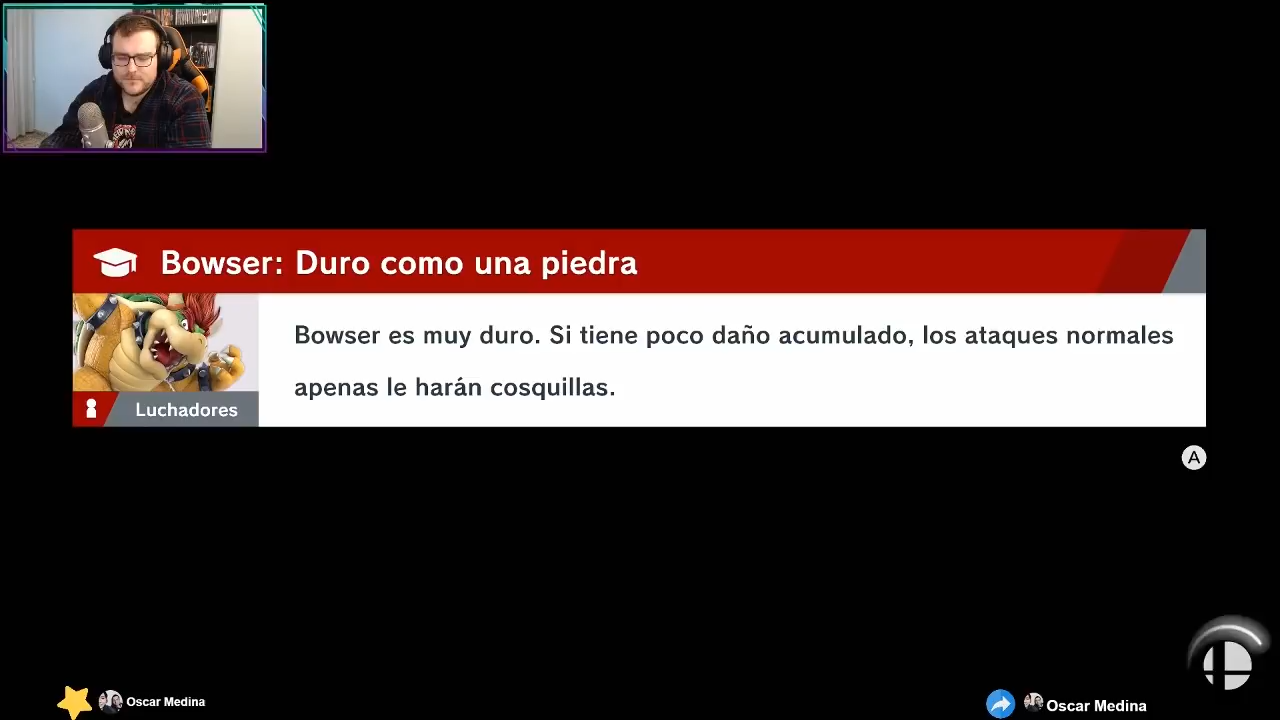 Bowser: Duro como una piedra
Bowser es muy duro. Si tiene poco daño acumulado, los ataques normales
apenas le harán cosquillas.
Luchadores
A
Oscar Medina
Oscar Medina